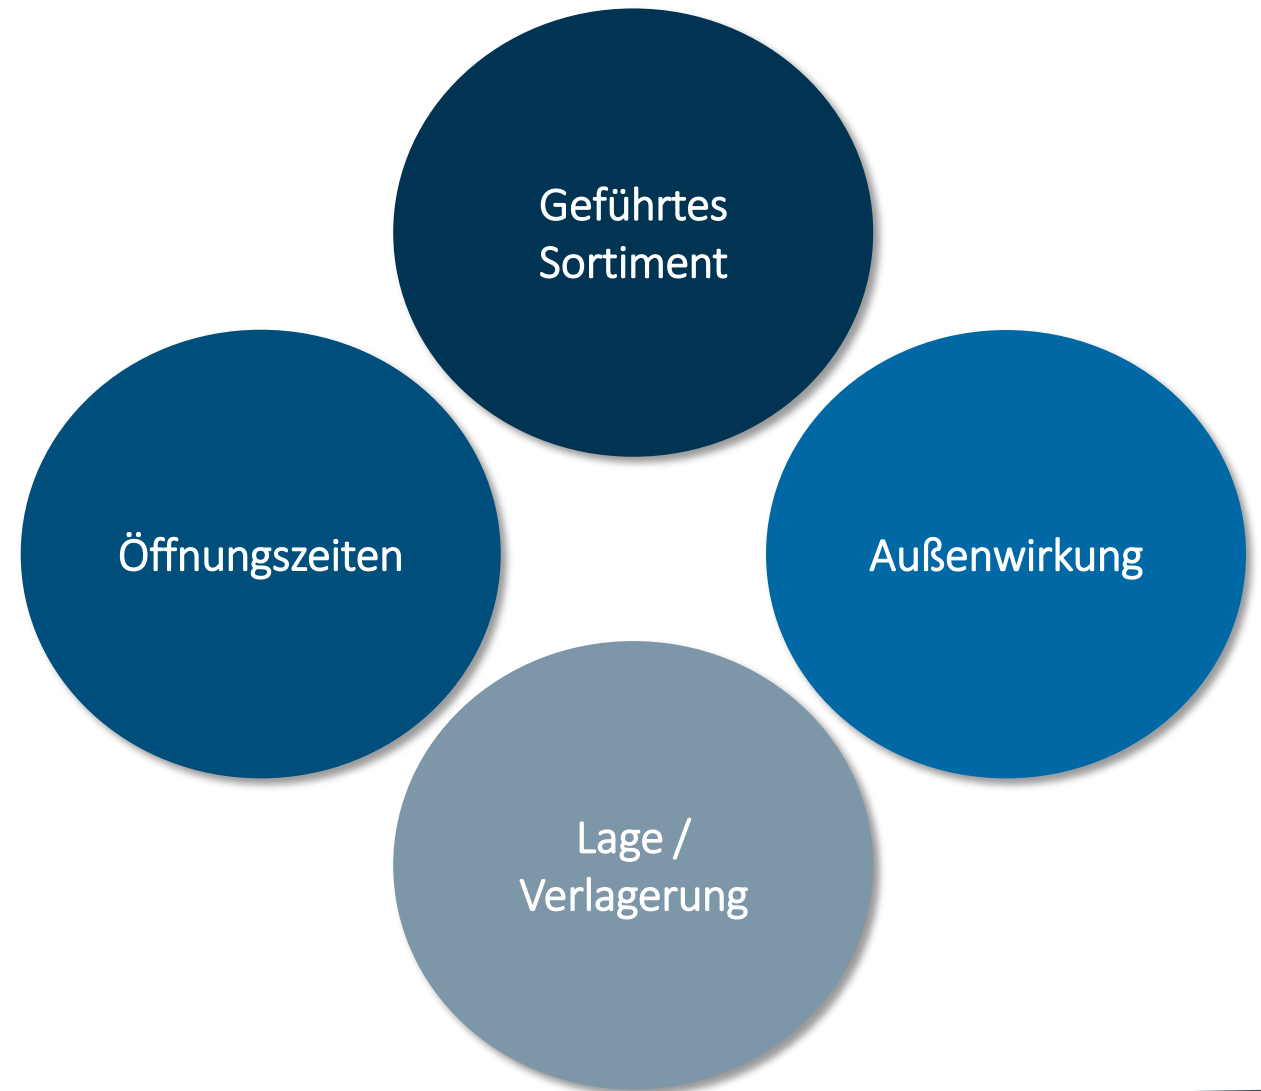 Geführtes
Sortiment
Öffnungszeiten
Außenwirkung
Lage /
Verlagerung